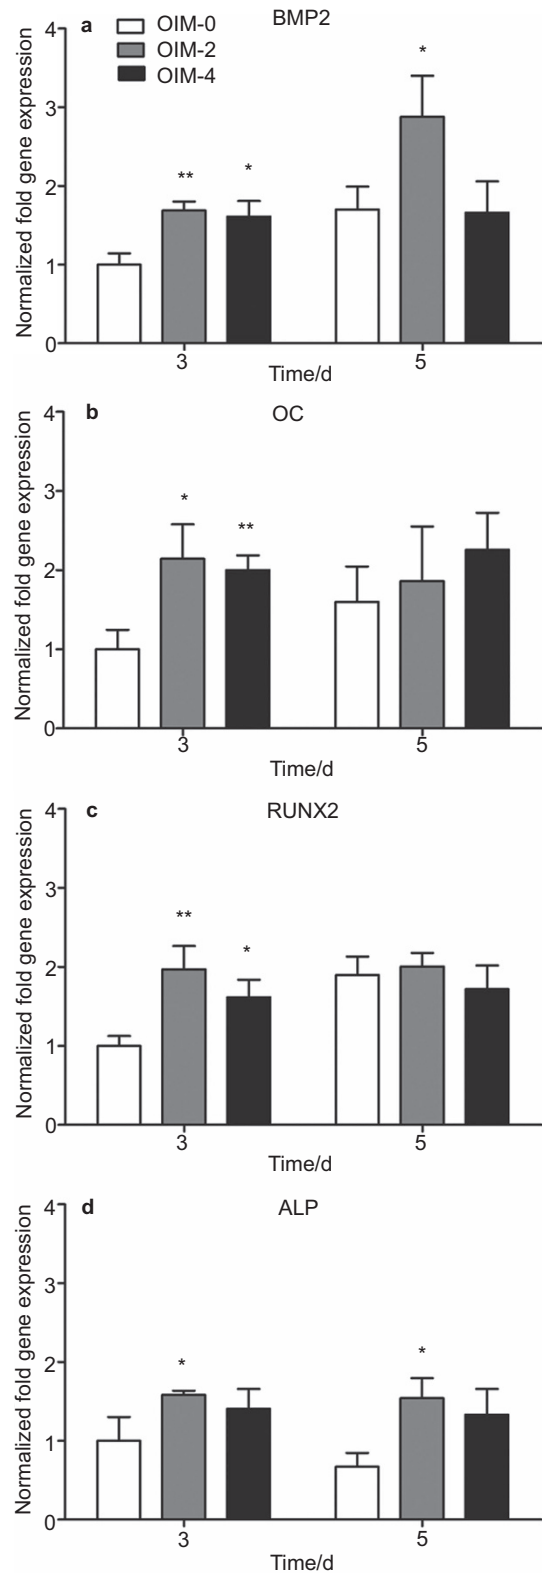 a
BMP2
OIM-0
OIM-2
OIM-4
Normalized fold gene expression
4
3
2
1
0
**
*
*
3
5
Time/d
b
OC
Normalized fold gene expression
4
3
2
1
0
*
**
3
5
Time/d
c
RUNX2
Normalized fold gene expression
4
3
2
1
0
**
*
3
5
Time/d
d
ALP
Normalized fold gene expression
4
3
2
1
0
*
*
3
5
Time/d